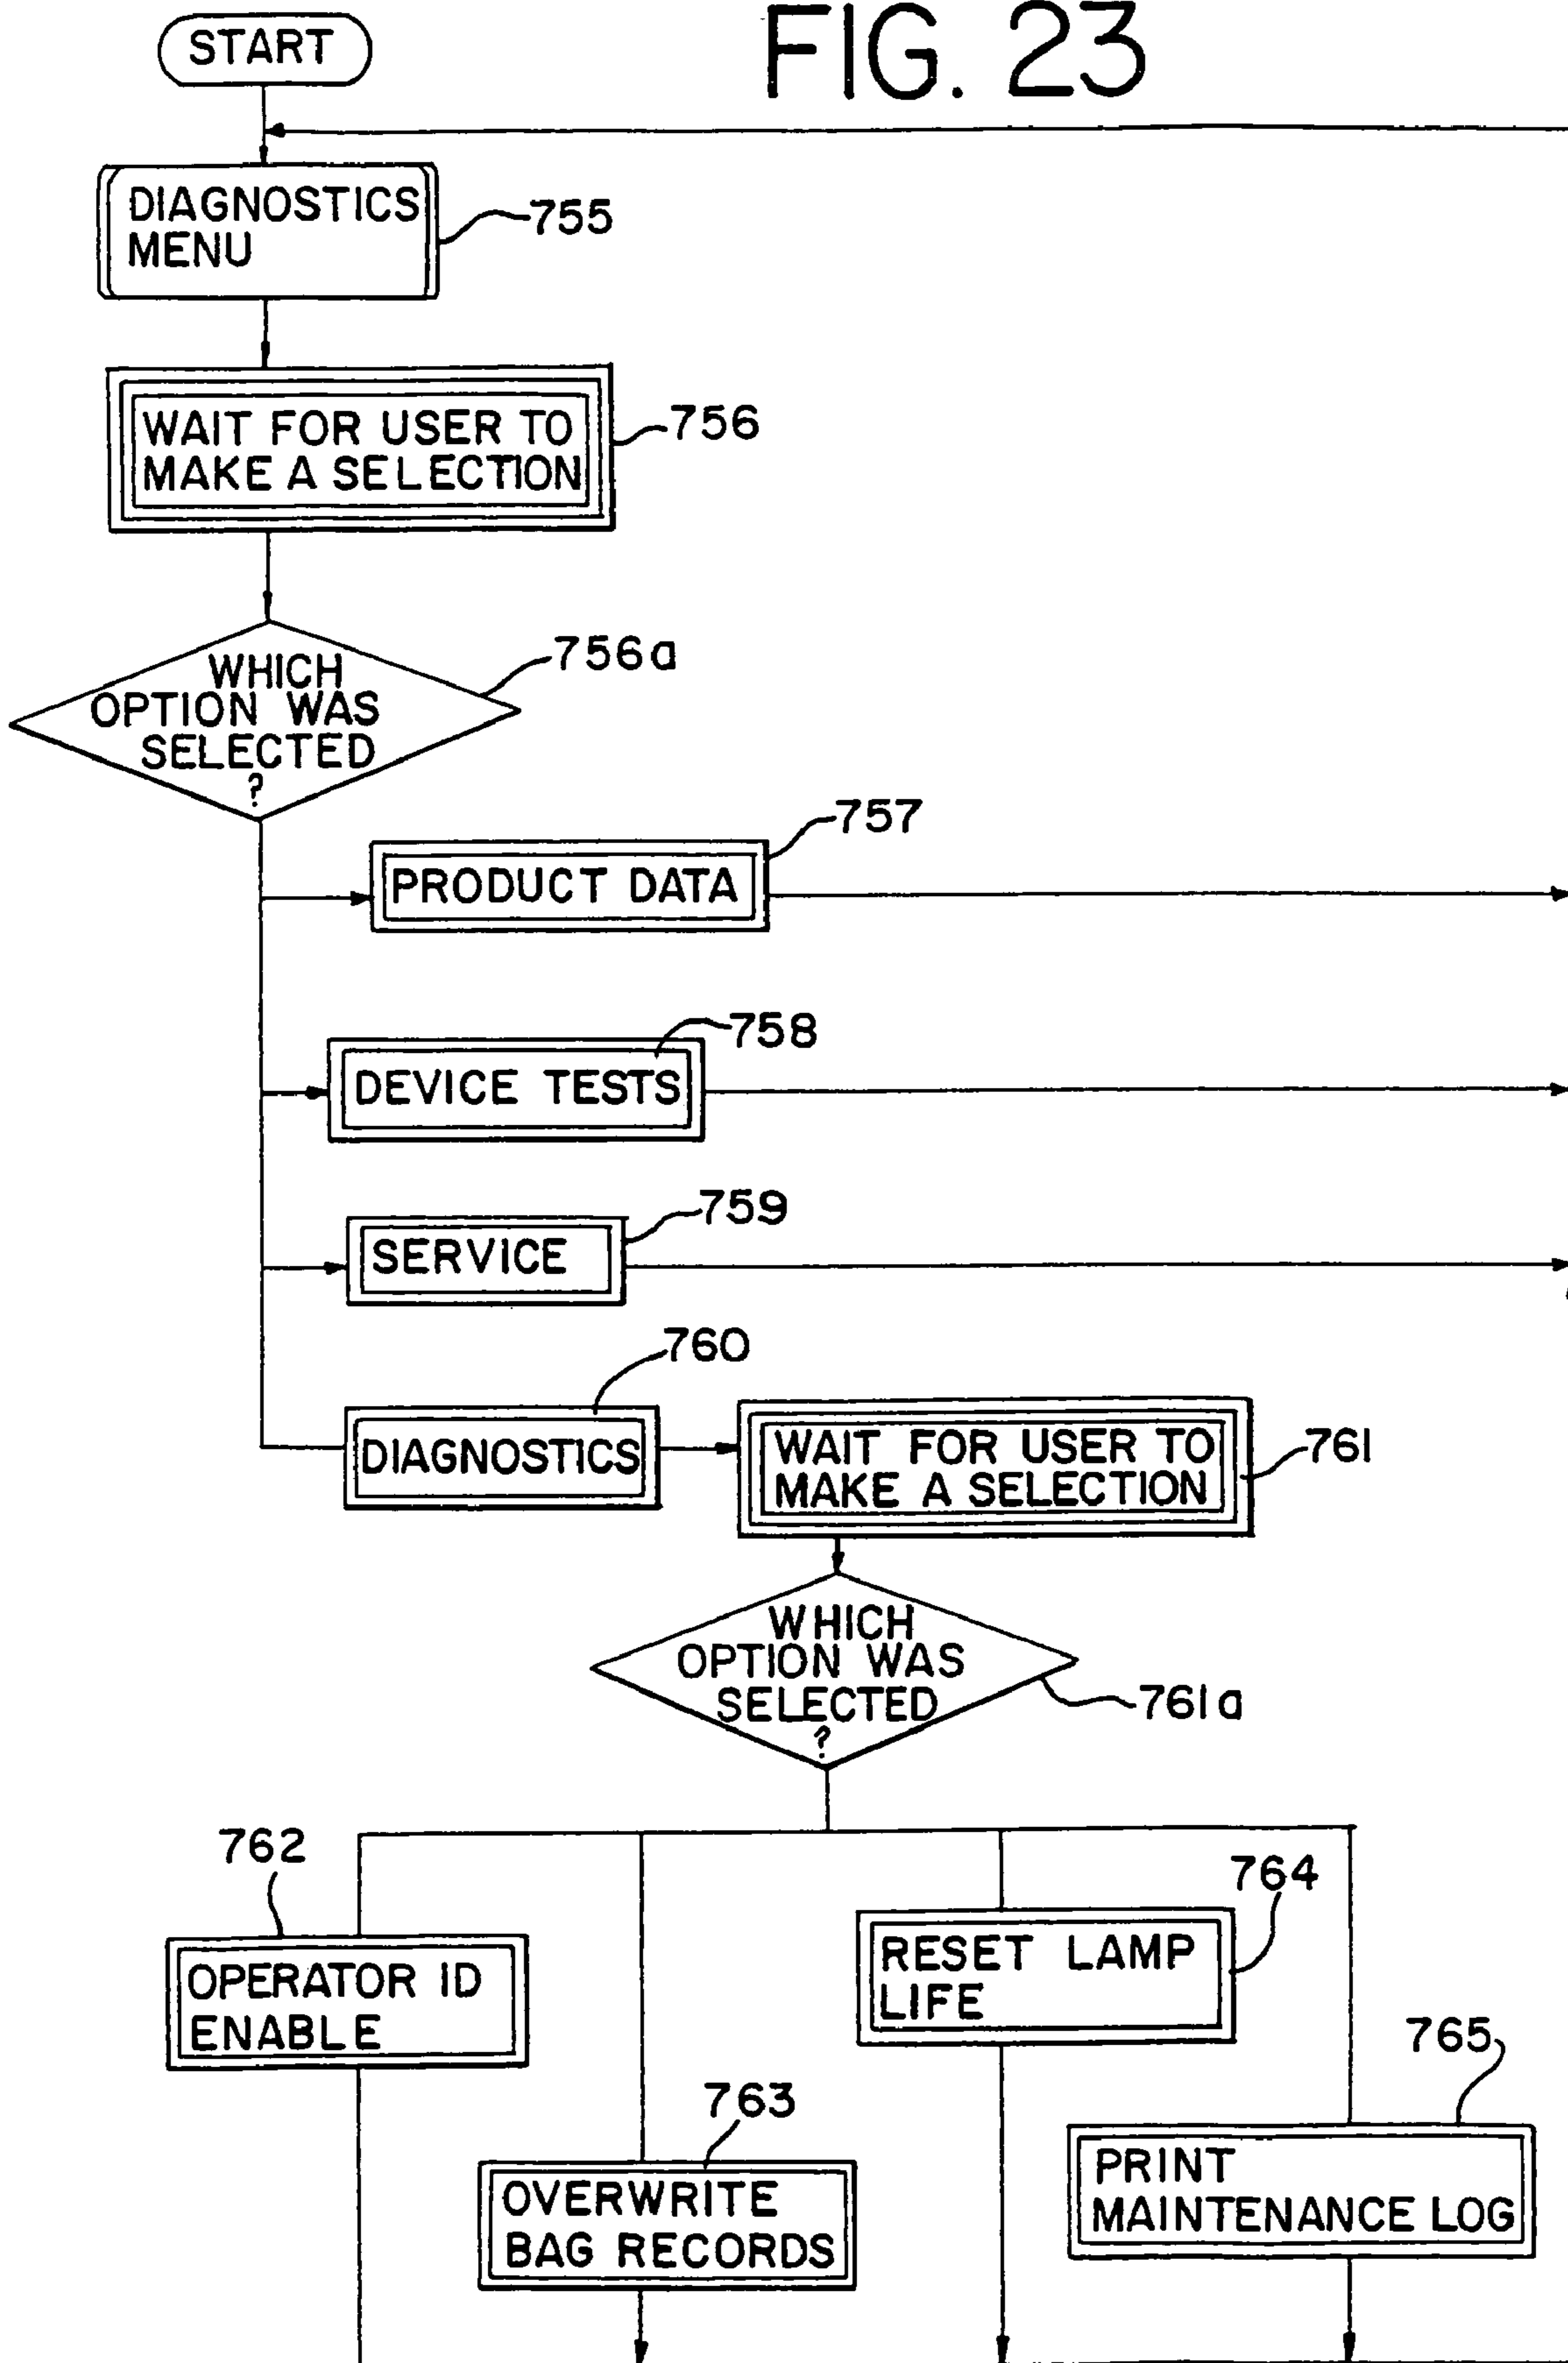 FIG. 23
START
DIAGNOSTICS
MENU
755
WAIT FOR USER TO
MAKE A SELECTION
756
WHICH
OPTION WAS
SELECTED
?
756a
757
PRODUCT DATA
758
DEVICE TESTS
759
SERVICE
760
DIAGNOSTICS
WAIT FOR USER TO
MAKE A SELECTION
761
WHICH
OPTION WAS
SELECTED
?
761a
762
OPERATOR ID
ENABLE
763
OVERWRITE
BAG RECORDS
764
RESET LAMP
LIFE
765
PRINT
MAINTENANCE LOG